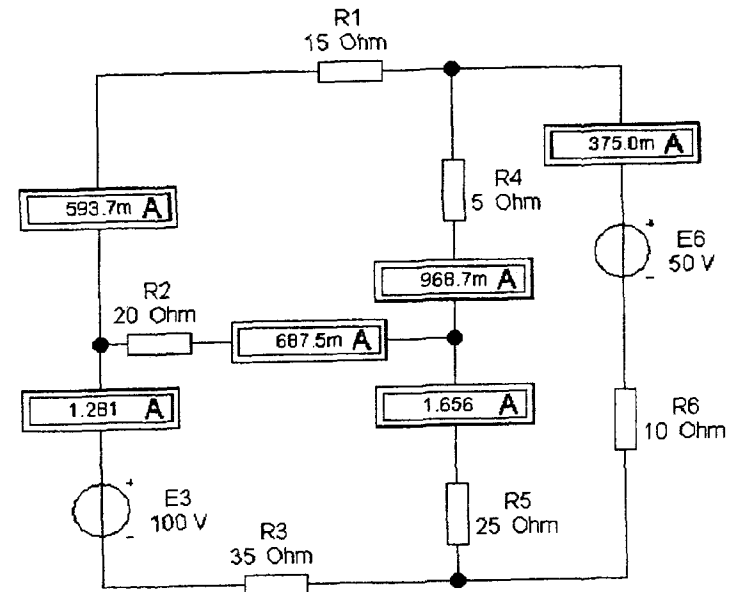 R1
15 Ohm
375.0m A
593.7m A
R4
5 Ohm
E6
50 V
968.7m A
R2
20 Ohm
687.5m A
1.281 A
1.656 A
R6
10 Ohm
E3
100 V
R5
25 Ohm
R3
35 Ohm